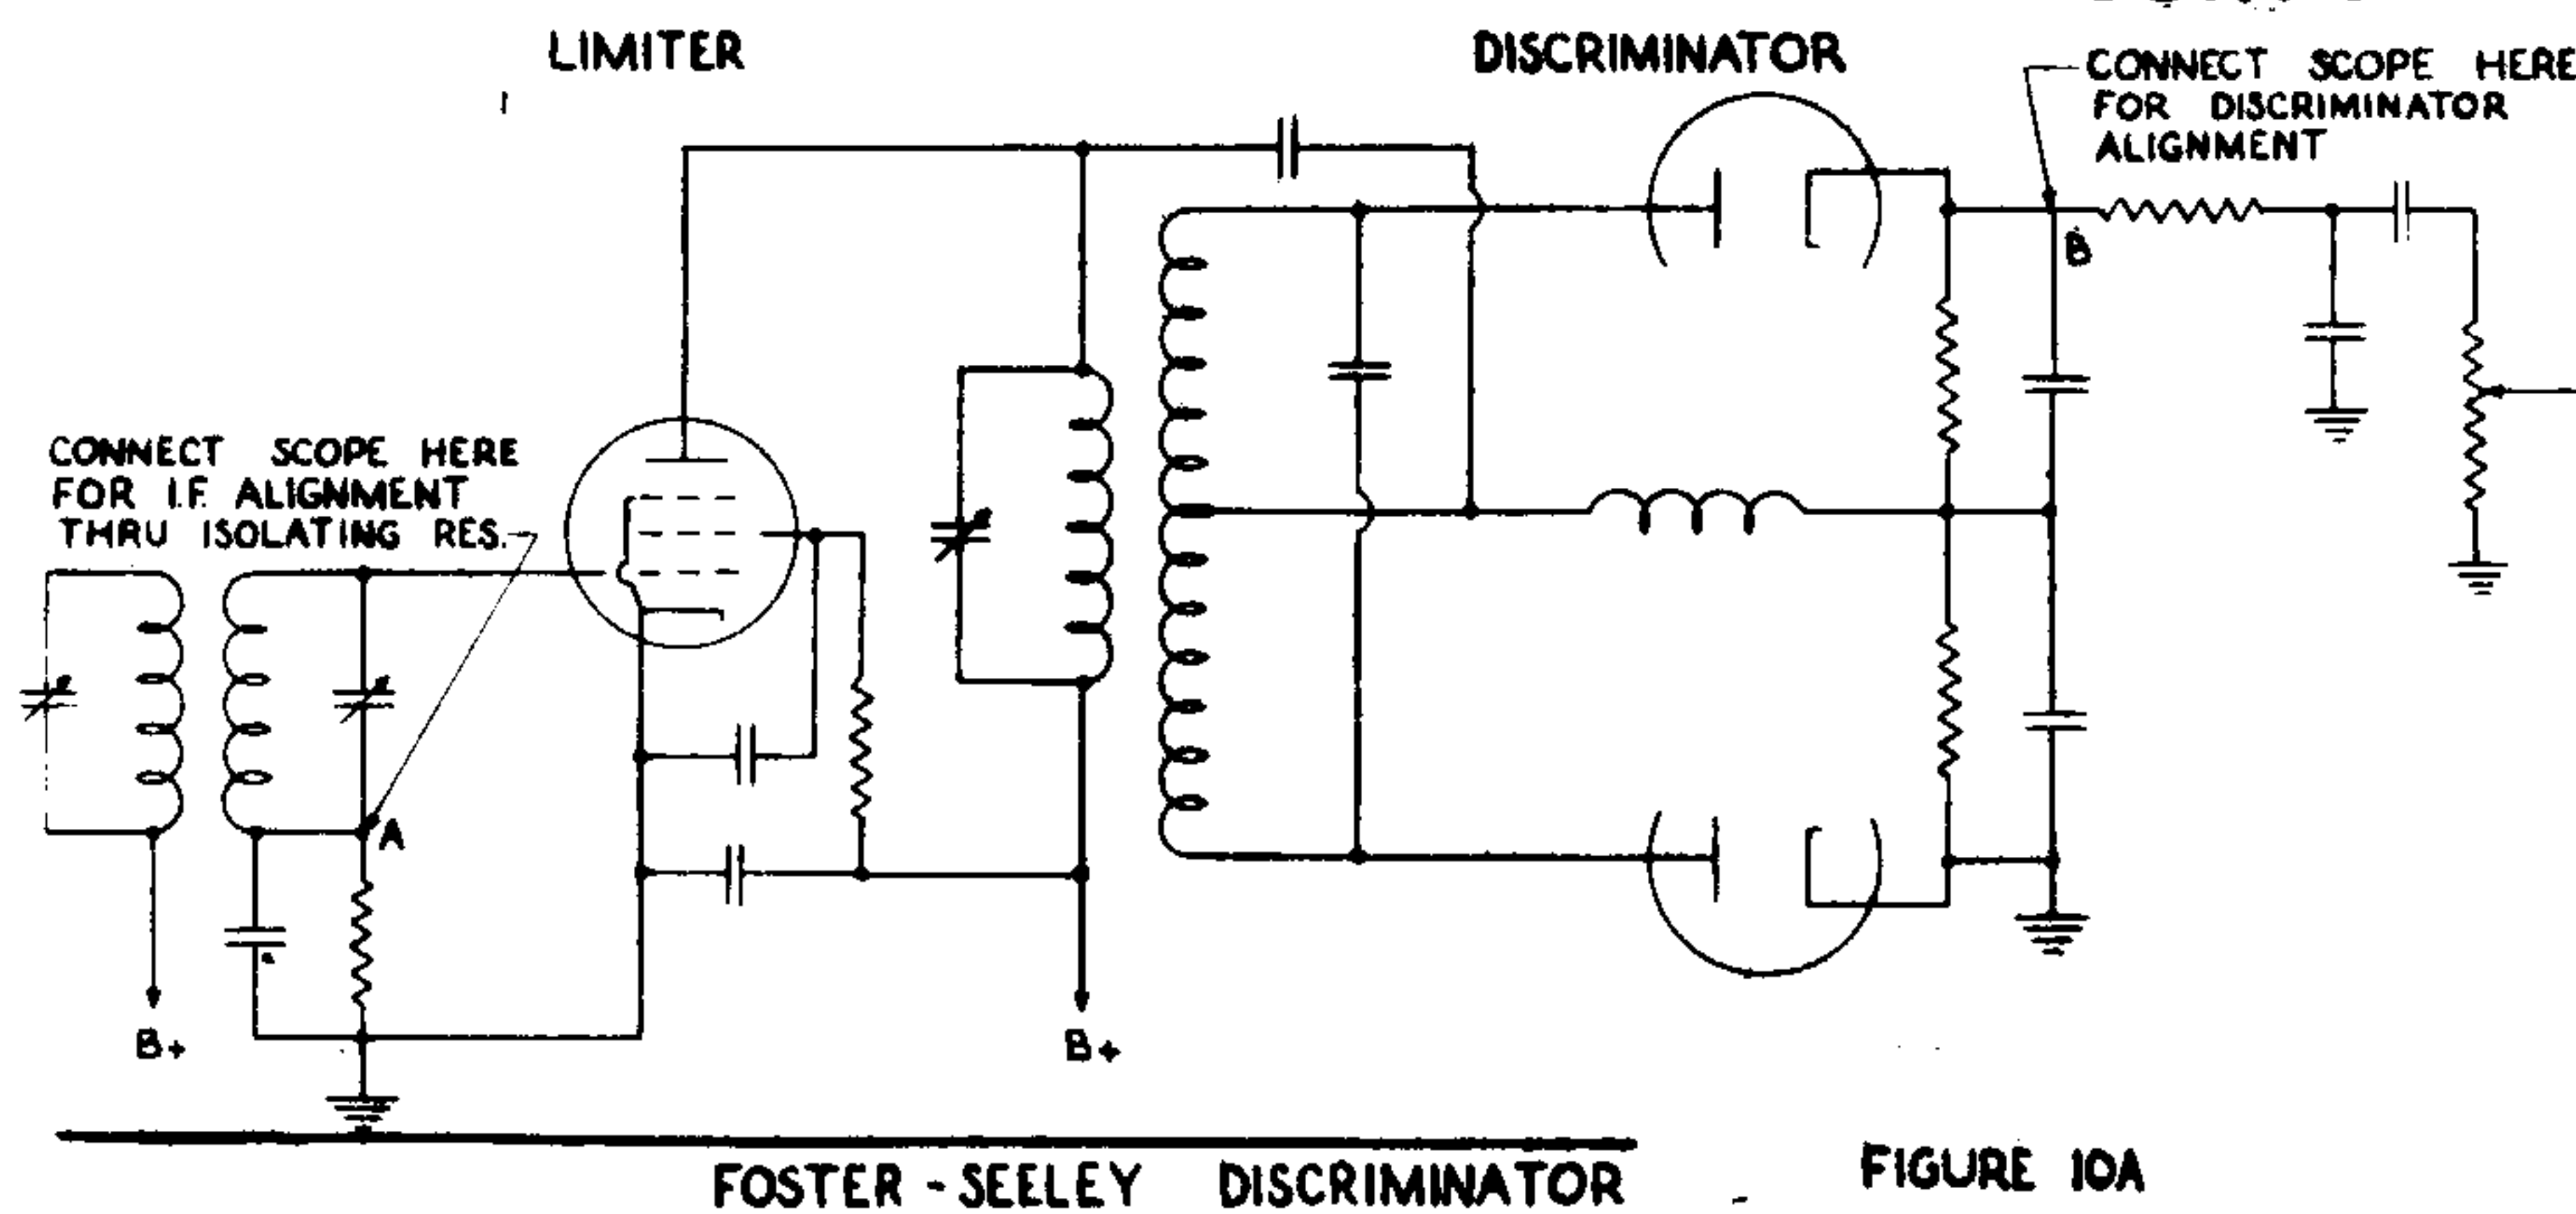 LIMITER
DISCRIMINATOR
CONNECT SCOPE HERE
FOR DISCRIMINATOR
ALIGNMENT
B
CONNECT SCOPE HERE
FOR I.F. ALIGNMENT
THRU ISOLATING RES.
A
B+
B+
FOSTER-SEELEY DISCRIMINATOR
FIGURE 10A